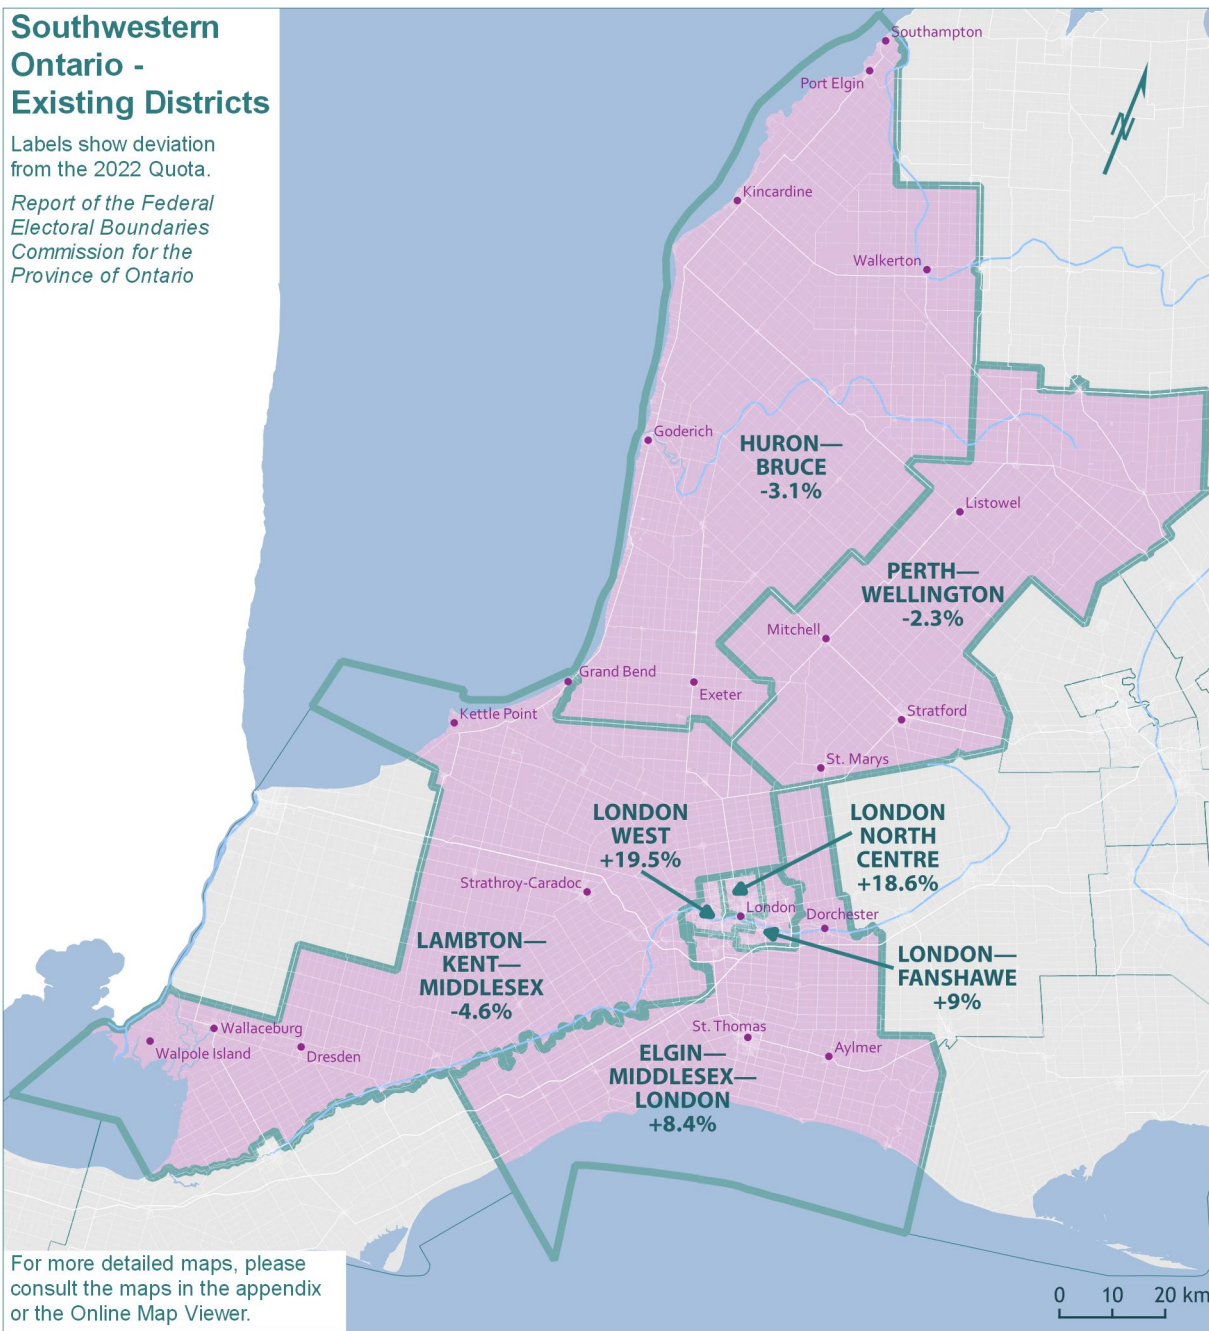 Southwestern
Ontario -
Existing Districts
Labels show deviation
from the 2022 Quota.
Report of the Federal
Electoral Boundaries
Commission for the
Province of Ontario
Southampton
Port Elgin
Kincardine
Walkerton
Goderich
HURON—
BRUCE
-3.1%
Listowel
PERTH—
WELLINGTON
-2.3%
Mitchell
Grand Bend
Exeter
Kettle Point
Stratford
St. Marys
LONDON
WEST
+19.5%
LONDON
NORTH
CENTRE
+18.6%
Strathroy-Caradoc
London
Dorchester
LAMBTON—
KENT—
MIDDLESEX
-4.6%
LONDON—
FANSHAWE
+9%
Wallaceburg
Walpole Island
Dresden
St. Thomas
Aylmer
ELGIN—
MIDDLESEX—
LONDON
+8.4%
For more detailed maps, please
consult the maps in the appendix
or the Online Map Viewer.
0 10 20 km